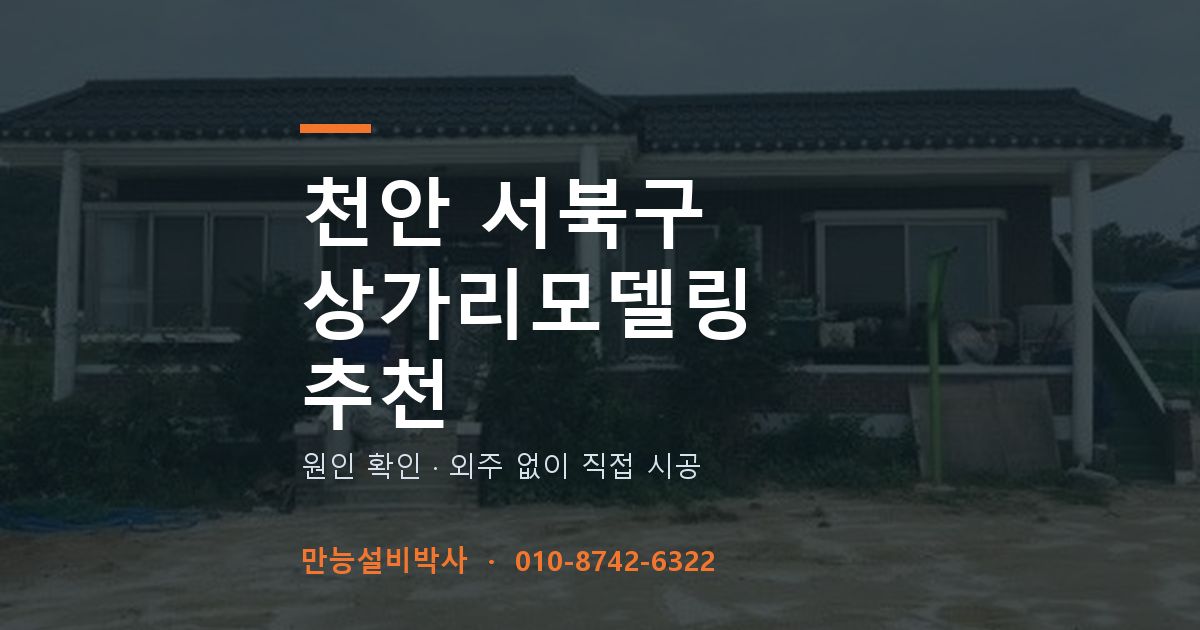 천안 서북구
상가리모델링
추천
원인 확인 · 외주 없이 직접 시공
만능설비박사 · 010-8742-6322